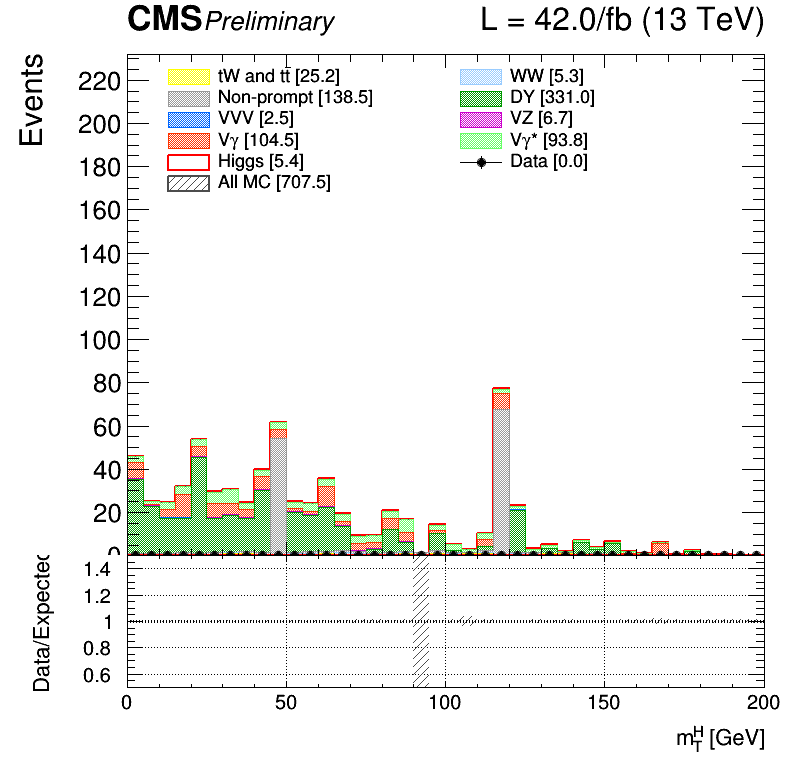 CMS Preliminary L = 42.0/fb (13 TeV)
Events
220
200
180
160
140
120
100
80
60
40
20
0
tW and tt̄ [25.2]
Non-prompt [138.5]
VVV [2.5]
Vγ [104.5]
Higgs [5.4]
All MC [707.5]
WW [5.3]
DY [331.0]
VZ [6.7]
Vγ* [93.8]
Data [0.0]
Data/Expected
1.4
1.2
1
0.8
0.6
0 50 100 150 200
m_T^H [GeV]